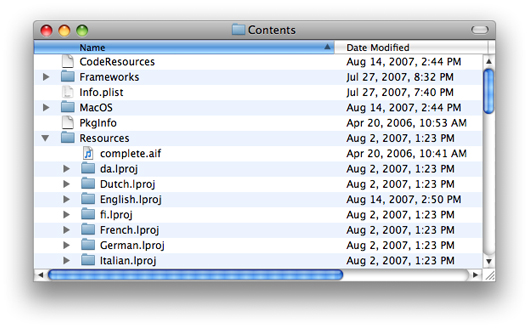 Contents
Name Date Modified
CodeResources Aug 14, 2007, 2:44 PM
Frameworks Jul 27, 2007, 8:32 PM
Info.plist Jul 27, 2007, 7:40 PM
MacOS Aug 14, 2007, 2:44 PM
PkgInfo Apr 20, 2006, 10:53 AM
Resources Aug 2, 2007, 1:23 PM
complete.aif Apr 20, 2006, 10:41 AM
da.lproj Aug 2, 2007, 1:23 PM
Dutch.lproj Aug 2, 2007, 1:23 PM
English.lproj Aug 14, 2007, 2:50 PM
fi.lproj Aug 2, 2007, 1:23 PM
French.lproj Aug 2, 2007, 1:23 PM
German.lproj Aug 2, 2007, 1:23 PM
Italian.lproj Aug 2, 2007, 1:23 PM